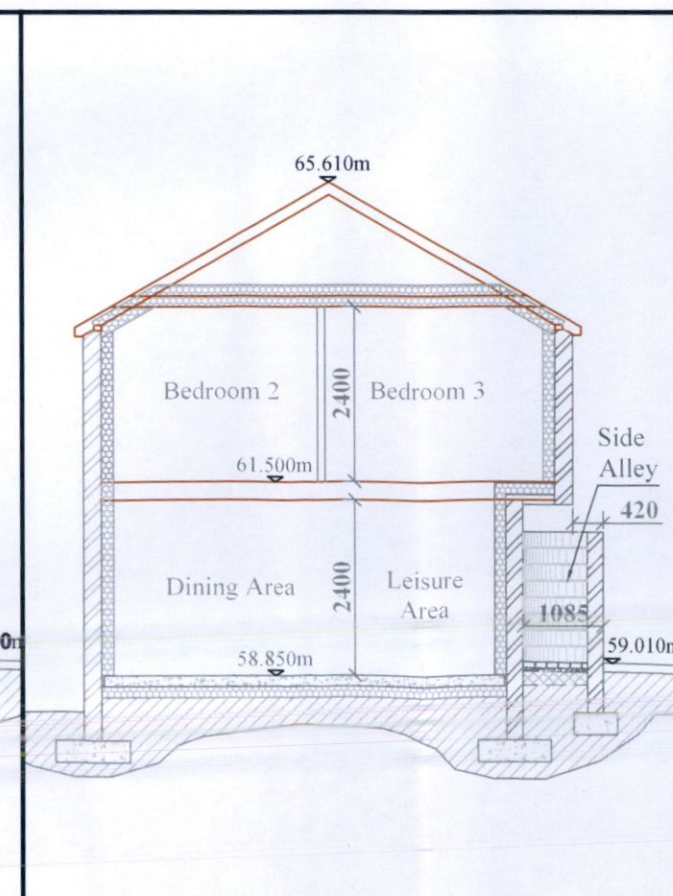 65.610m
Bedroom 2
2400
Bedroom 3
61.500m
Side
Alley
420
Dining Area
2400
Leisure
Area
1085
58.850m
59.010m